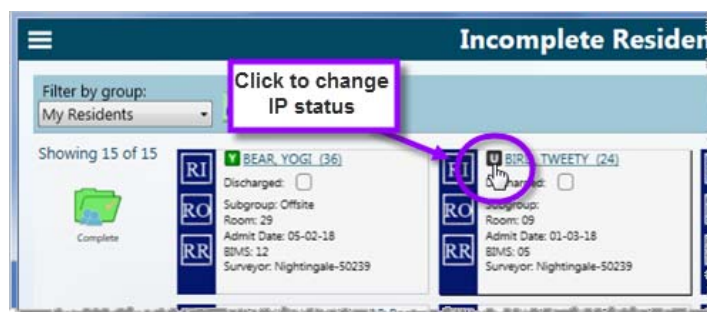 Incomplete Residen
Click to change
IP status
Filter by group:
My Residents
Showing 15 of 15
Complete
RI
RO
RR
Y BEAR, YOGI (36)
Discharged:
Subgroup: Offsite
Room: 29
Admit Date: 05-02-18
BIMS: 12
Surveyor: Nightingale-50239
RI
RO
RR
U BIRD, TWEETY (24)
Discharged:
Subgroup:
Room: 09
Admit Date: 01-03-18
BIMS: 05
Surveyor: Nightingale-50239